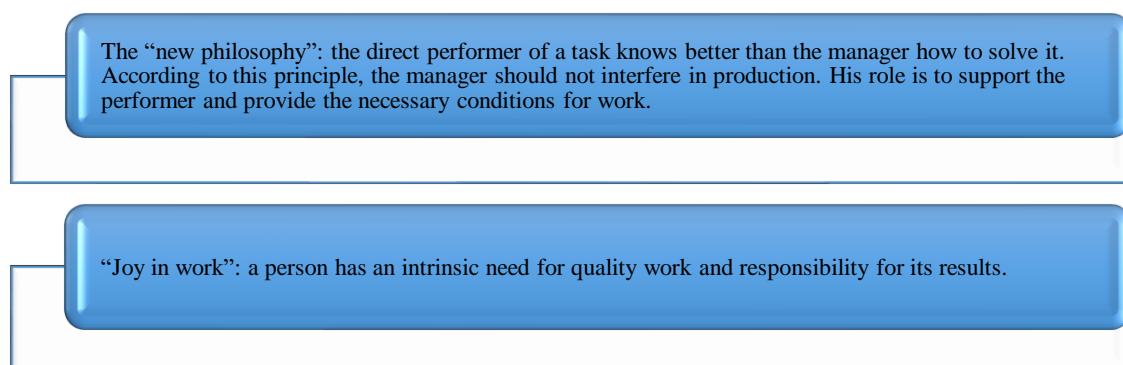 The “new philosophy”: the direct performer of a task knows better than the manager how to solve it.
According to this principle, the manager should not interfere in production. His role is to support the
performer and provide the necessary conditions for work.
“Joy in work”: a person has an intrinsic need for quality work and responsibility for its results.